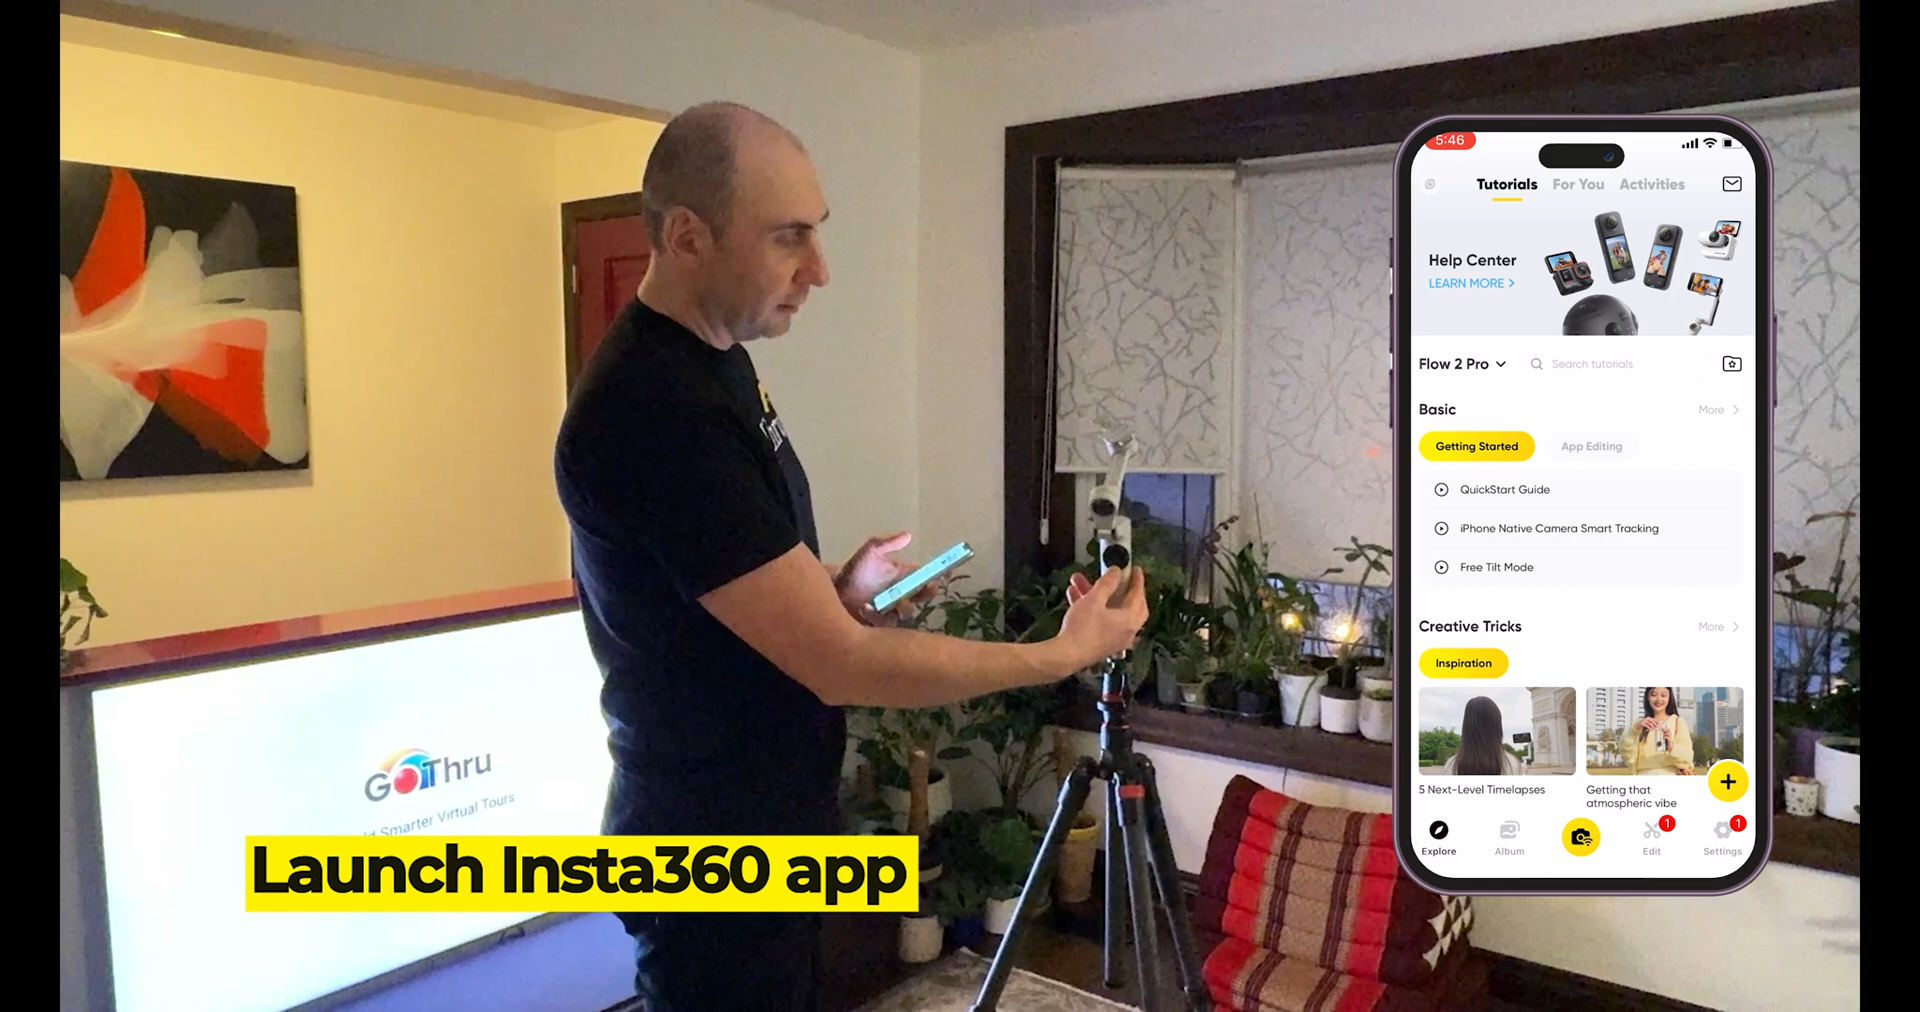 GOThru
Smarter Virtual Tours
Launch Insta360 app
5:46
Tutorials For You Activities
Help Center
LEARN MORE >
Flow 2 Pro
Search tutorials
Basic
More >
Getting Started
App Editing
QuickStart Guide
iPhone Native Camera Smart Tracking
Free Tilt Mode
Creative Tricks
More >
Inspiration
5 Next-Level Timelapses
Getting that
atmospheric vibe
+
1
1
Explore
Album
Edit
Settings